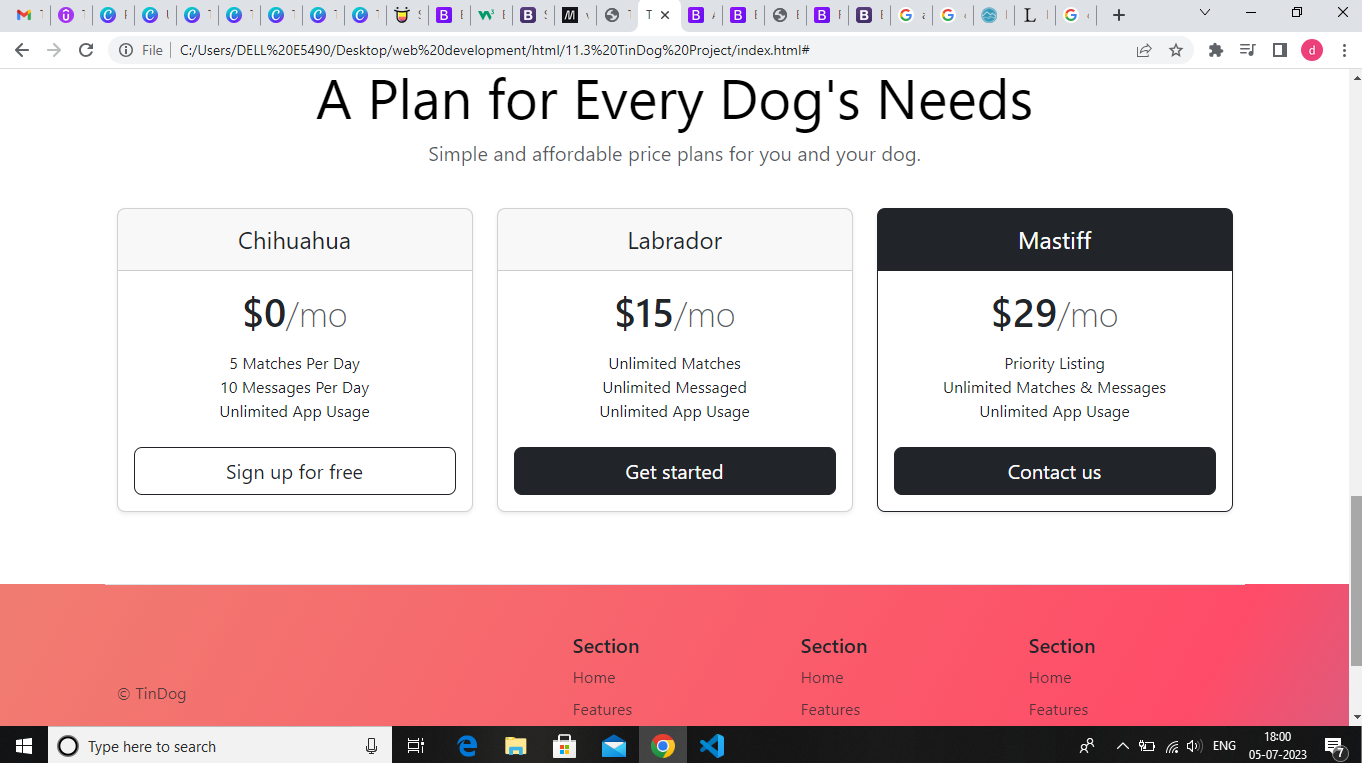 File
C:/Users/DELL%20E5490/Desktop/web%20development/html/11.3%20TinDog%20Project/index.html#
d
A Plan for Every Dog's Needs
Simple and affordable price plans for you and your dog.
Chihuahua
$0/mo
5 Matches Per Day
10 Messages Per Day
Unlimited App Usage
Sign up for free
Labrador
$15/mo
Unlimited Matches
Unlimited Messaged
Unlimited App Usage
Get started
Mastiff
$29/mo
Priority Listing
Unlimited Matches & Messages
Unlimited App Usage
Contact us
© TinDog
Section
Home
Features
Section
Home
Features
Section
Home
Features
Type here to search
ENG
18:00
05-07-2023
7